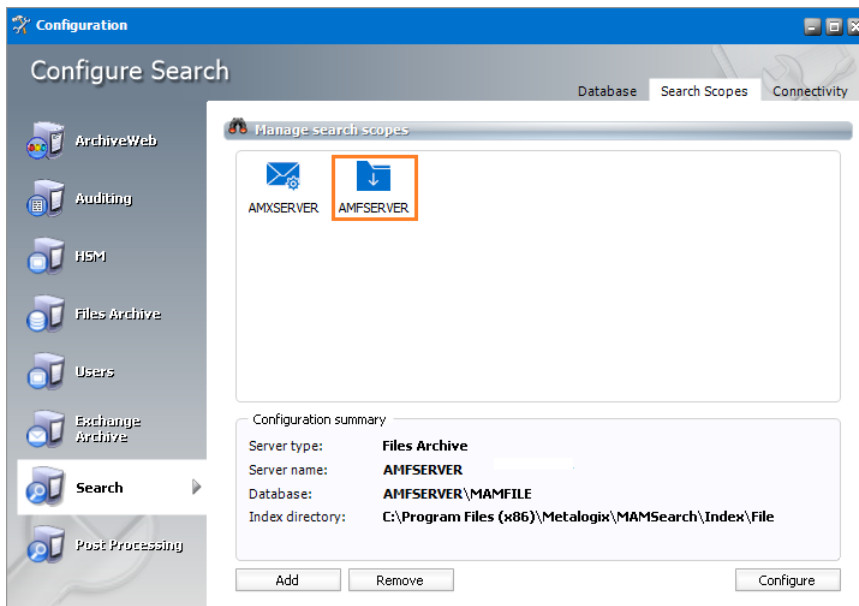 Configuration
Configure Search
Database Search Scopes Connectivity
ArchiveWeb
Auditing
HSM
Files Archive
Users
Exchange
Archive
Search
Post Processing
Manage search scopes
AMXSERVER AMFSERVER
Configuration summary
Server type: Files Archive
Server name: AMFSERVER
Database: AMFSERVER\MAMFILE
Index directory: C:\Program Files (x86)\Metalogix\MAMSearch\Index\File
Add Remove Configure